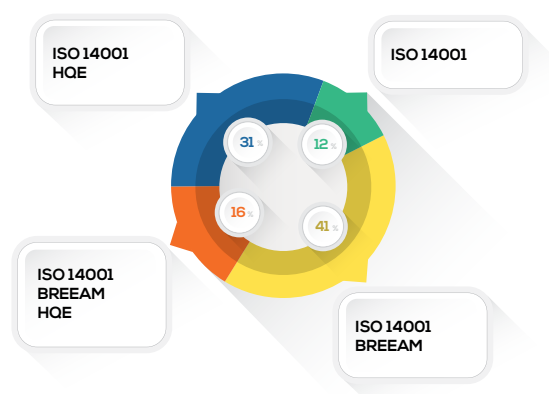 ISO 14001
HQE
ISO 14001
31 %
12 %
16 %
41 %
ISO 14001
BREEAM
HQE
ISO 14001
BREEAM